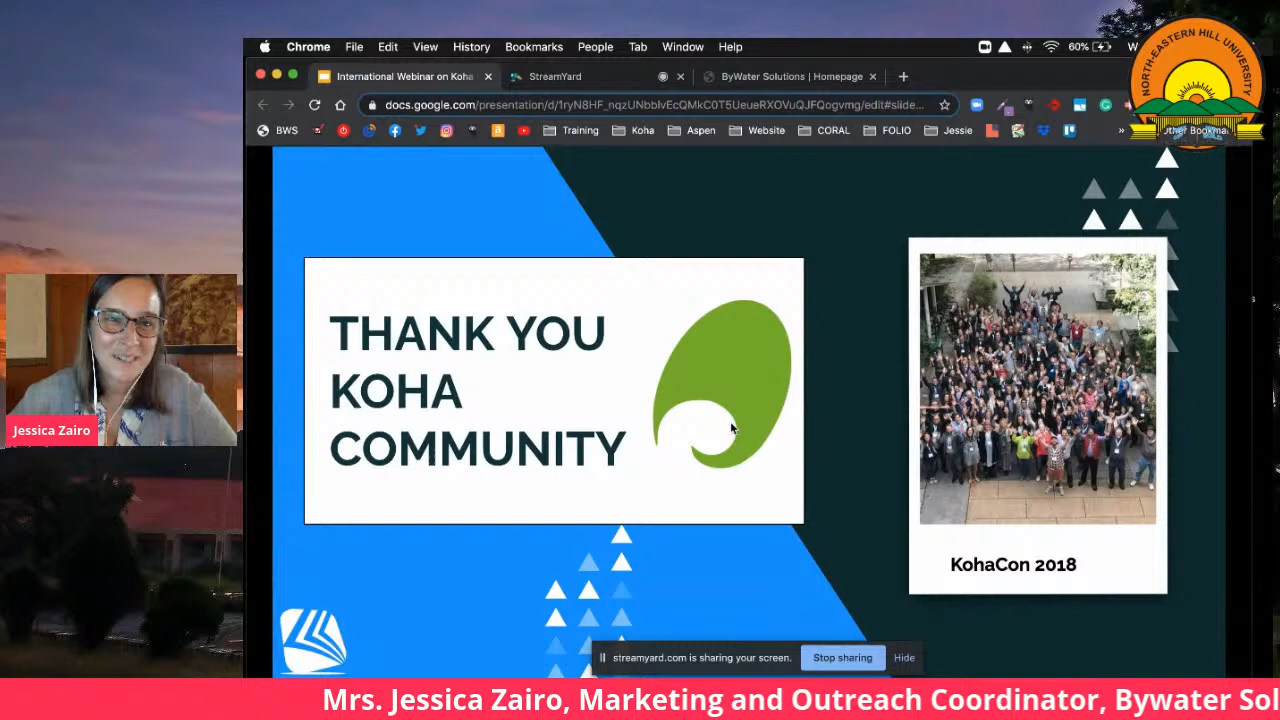 Chrome File Edit View History Bookmarks People Tab Window Help
60%
International Webinar on Koha
StreamYard
ByWater Solutions | Homepage
docs.google.com/presentation/d/1ryN8HF_nqzUNbbIvEcQMkC0T5UeueRXOVuQJFQogvmg/edit#slide...
BWS
Training
Koha
Aspen
Website
CORAL
FOLIO
Jessie
»
Other Bookma
NORTH-EASTERN HILL UNIVERSITY
THANK YOU
KOHA
COMMUNITY
KohaCon 2018
Jessica Zairo
streamyard.com is sharing your screen.
Stop sharing
Hide
Mrs. Jessica Zairo, Marketing and Outreach Coordinator, Bywater Sol